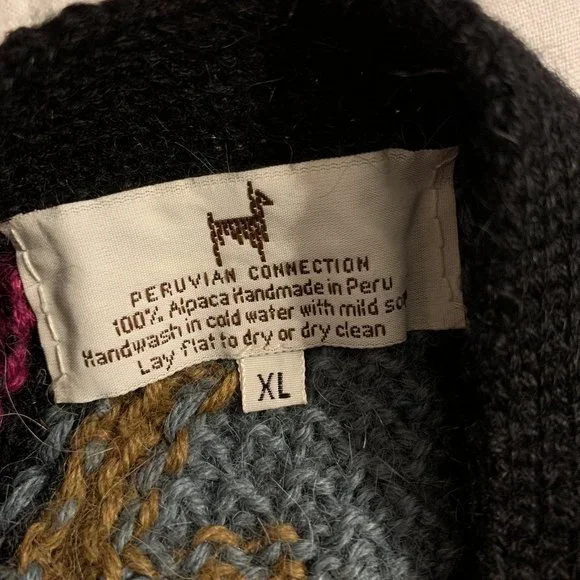 PERUVIAN CONNECTION
100% Alpaca Handmade in Peru
Handwash in cold water with mild
Lay flat to dry or dry clean
XL